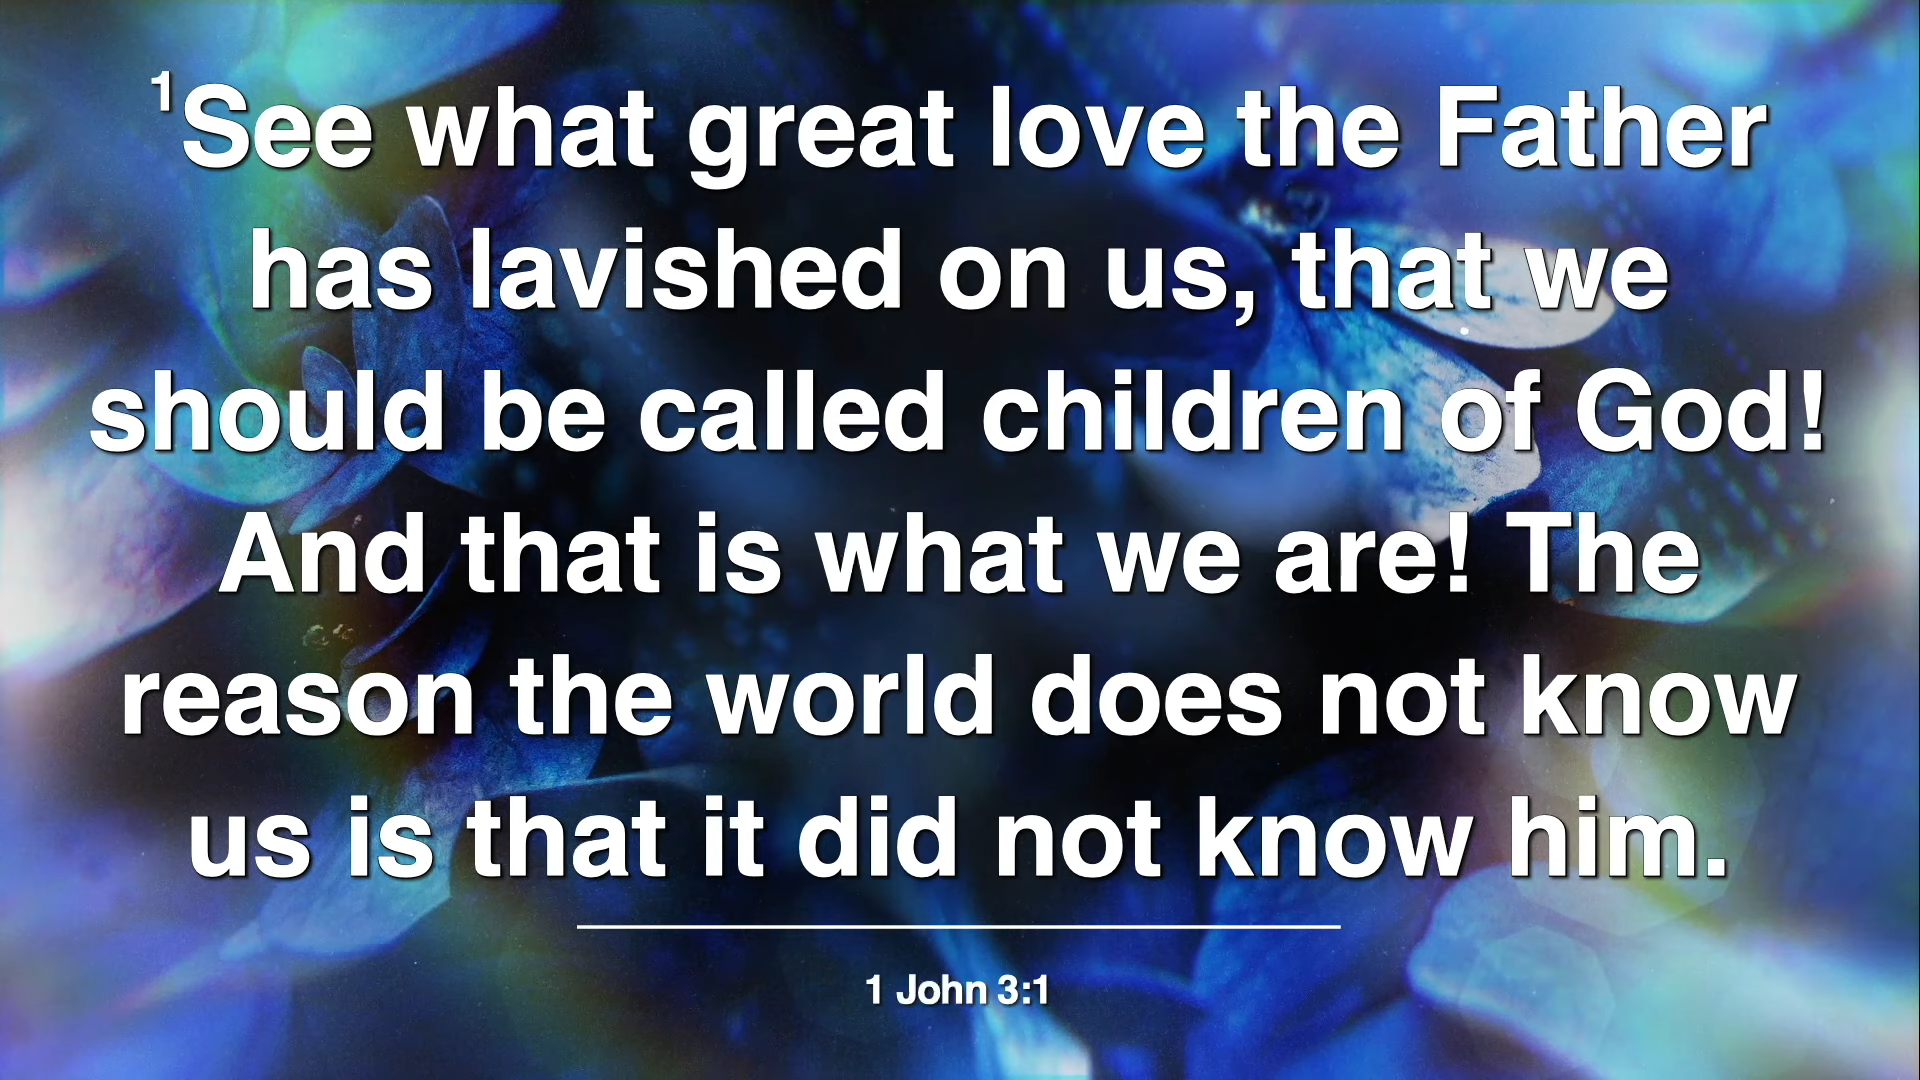 ¹See what great love the Father
has lavished on us, that we
should be called children of God!
And that is what we are! The
reason the world does not know
us is that it did not know him.
1 John 3:1